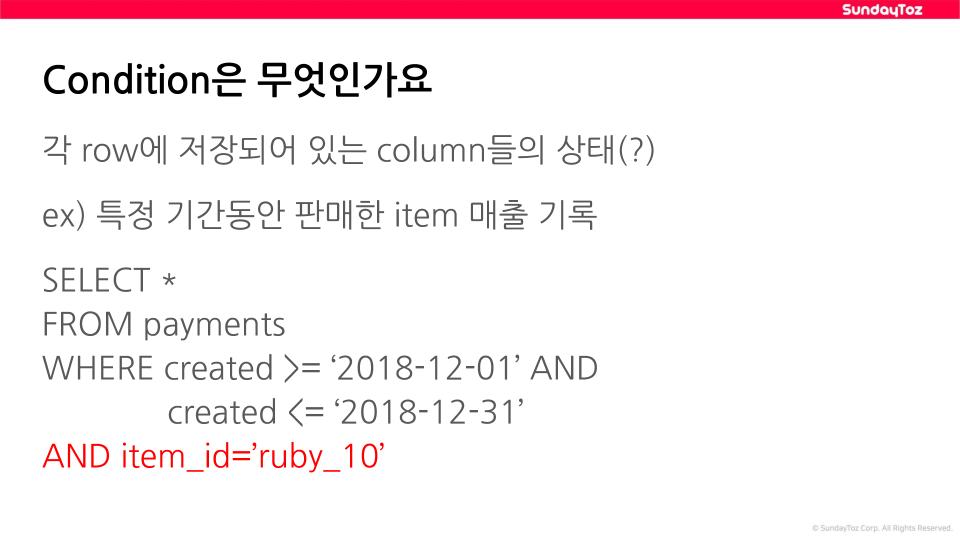 SundayToz
Condition은 무엇인가요
각 row에 저장되어 있는 column들의 상태(?)
ex) 특정 기간동안 판매한 item 매출 기록
SELECT *
FROM payments
WHERE created >= ‘2018-12-01’ AND
created <= ‘2018-12-31’
AND item_id=’ruby_10’
© SundayToz Corp. All Rights Reserved.